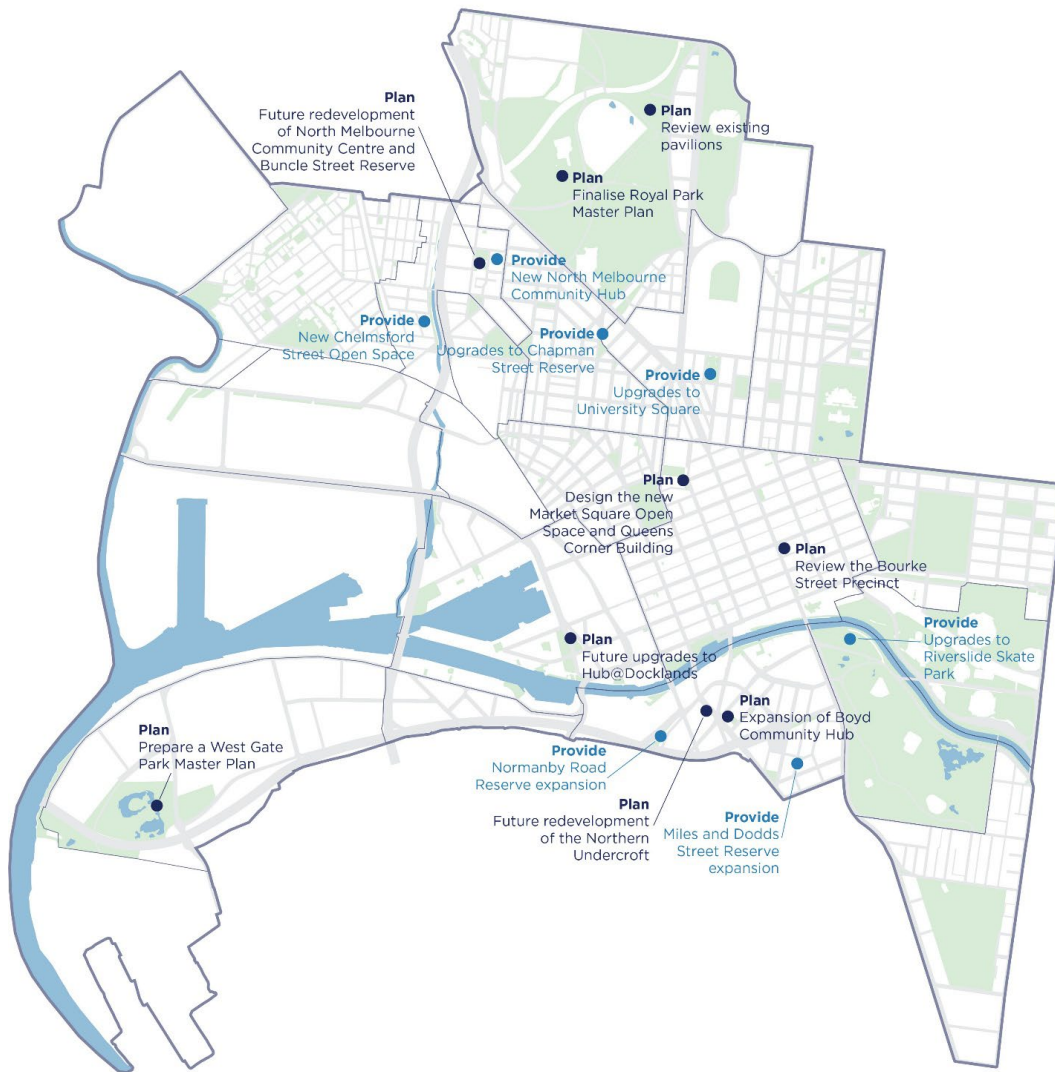 Plan
Future redevelopment
of North Melbourne
Community Centre and
Buncle Street Reserve
Plan
Review existing
pavilions
Plan
Finalise Royal Park
Master Plan
Provide
New North Melbourne
Community Hub
Provide
New Chelmsford
Street Open Space
Provide
Upgrades to Chapman
Street Reserve
Provide
Upgrades to
University Square
Plan
Design the new
Market Square Open
Space and Queens
Corner Building
Plan
Review the Bourke
Street Precinct
Plan
Future upgrades to
Hub@Docklands
Provide
Upgrades to
Riverslide Skate
Park
Plan
Expansion of Boyd
Community Hub
Plan
Prepare a West Gate
Park Master Plan
Provide
Normanby Road
Reserve expansion
Plan
Future redevelopment
of the Northern
Undercroft
Provide
Miles and Dodds
Street Reserve
expansion